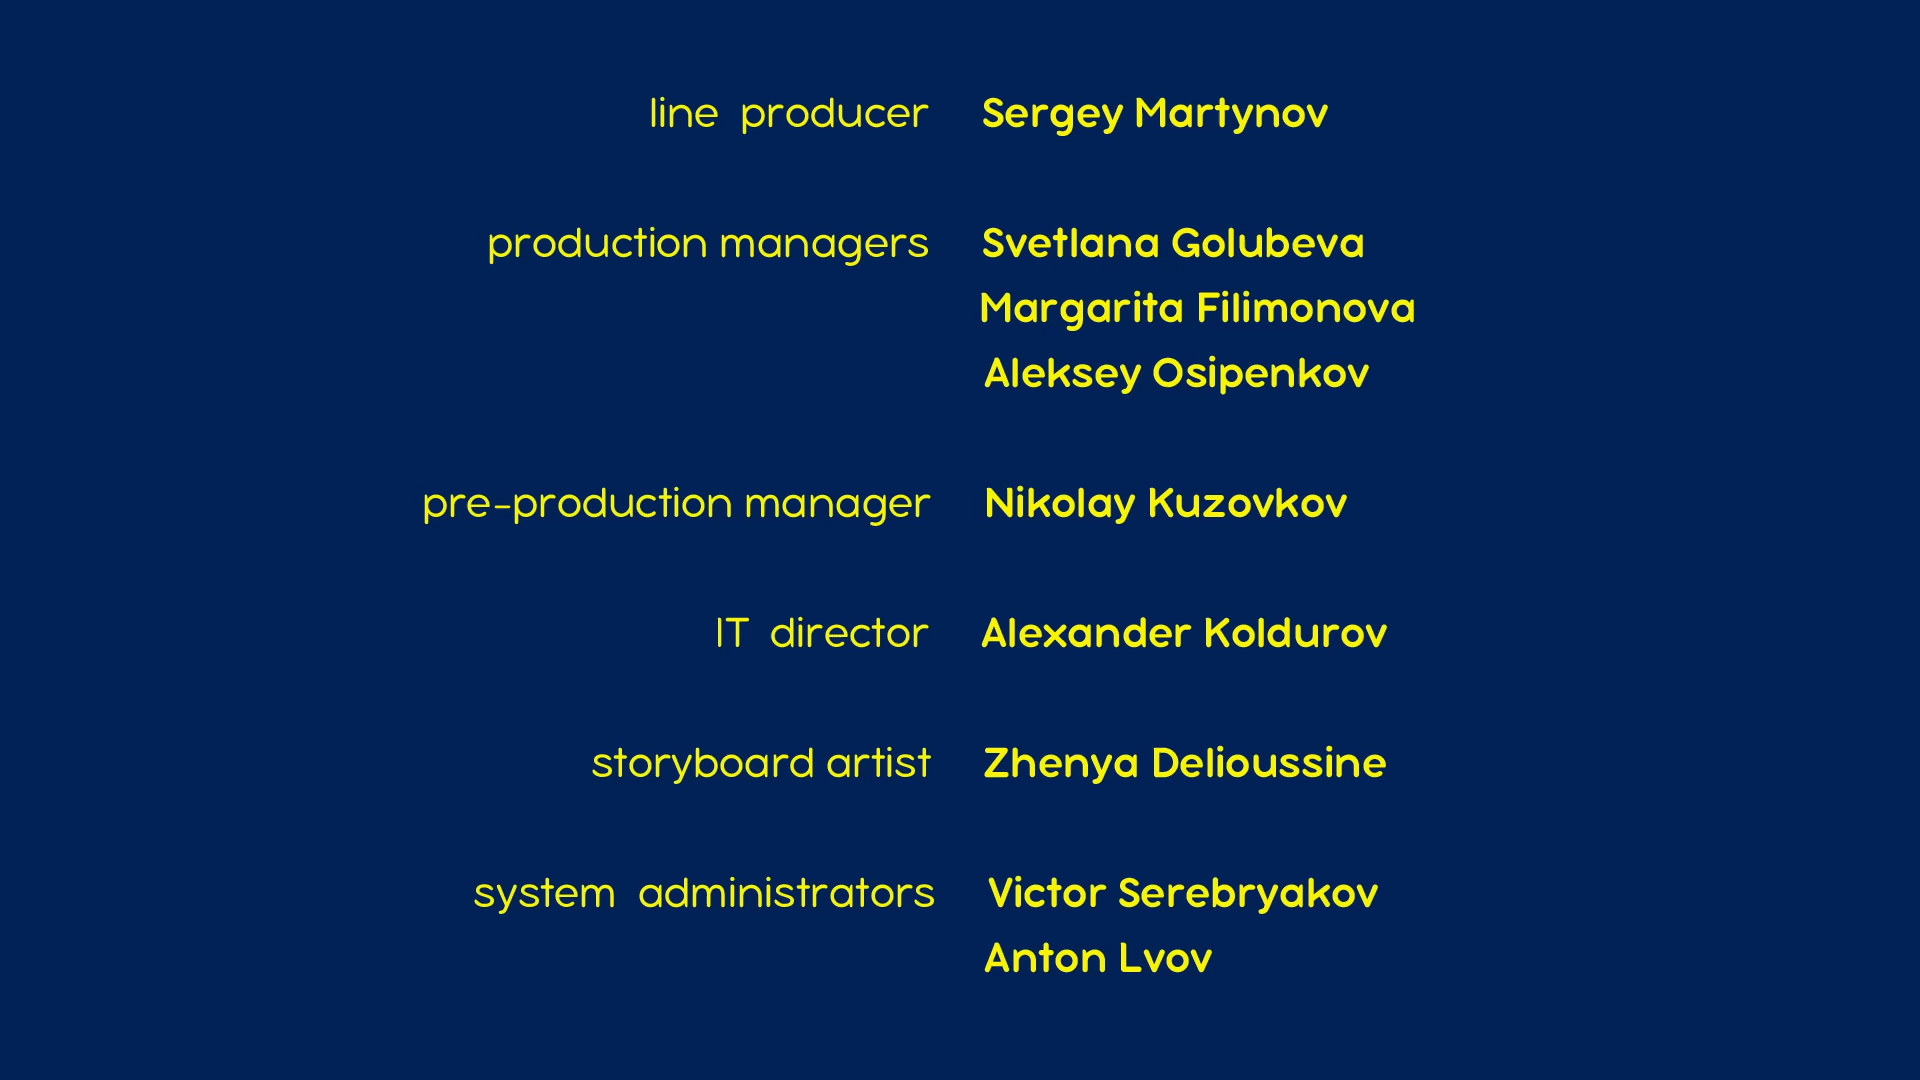 line producer Sergey Martynov
production managers Svetlana Golubeva
Margarita Filimonova
Aleksey Osipenkov
pre-production manager Nikolay Kuzovkov
IT director Alexander Koldurov
storyboard artist Zhenya Delioussine
system administrators Victor Serebryakov
Anton Lvov